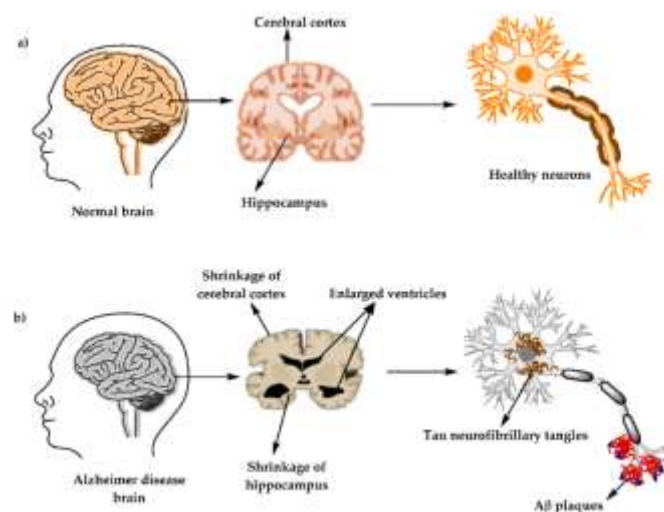 Cerebral cortex
a)
Healthy neurons
Hippocampus
Normal brain
Shrinkage of
cerebral cortes
Enlarged ventricles
b)
Tau neurofibrillary tangles
Shrinkage of
hippocampus
Alzheimer disease
brain
Aβ plaques